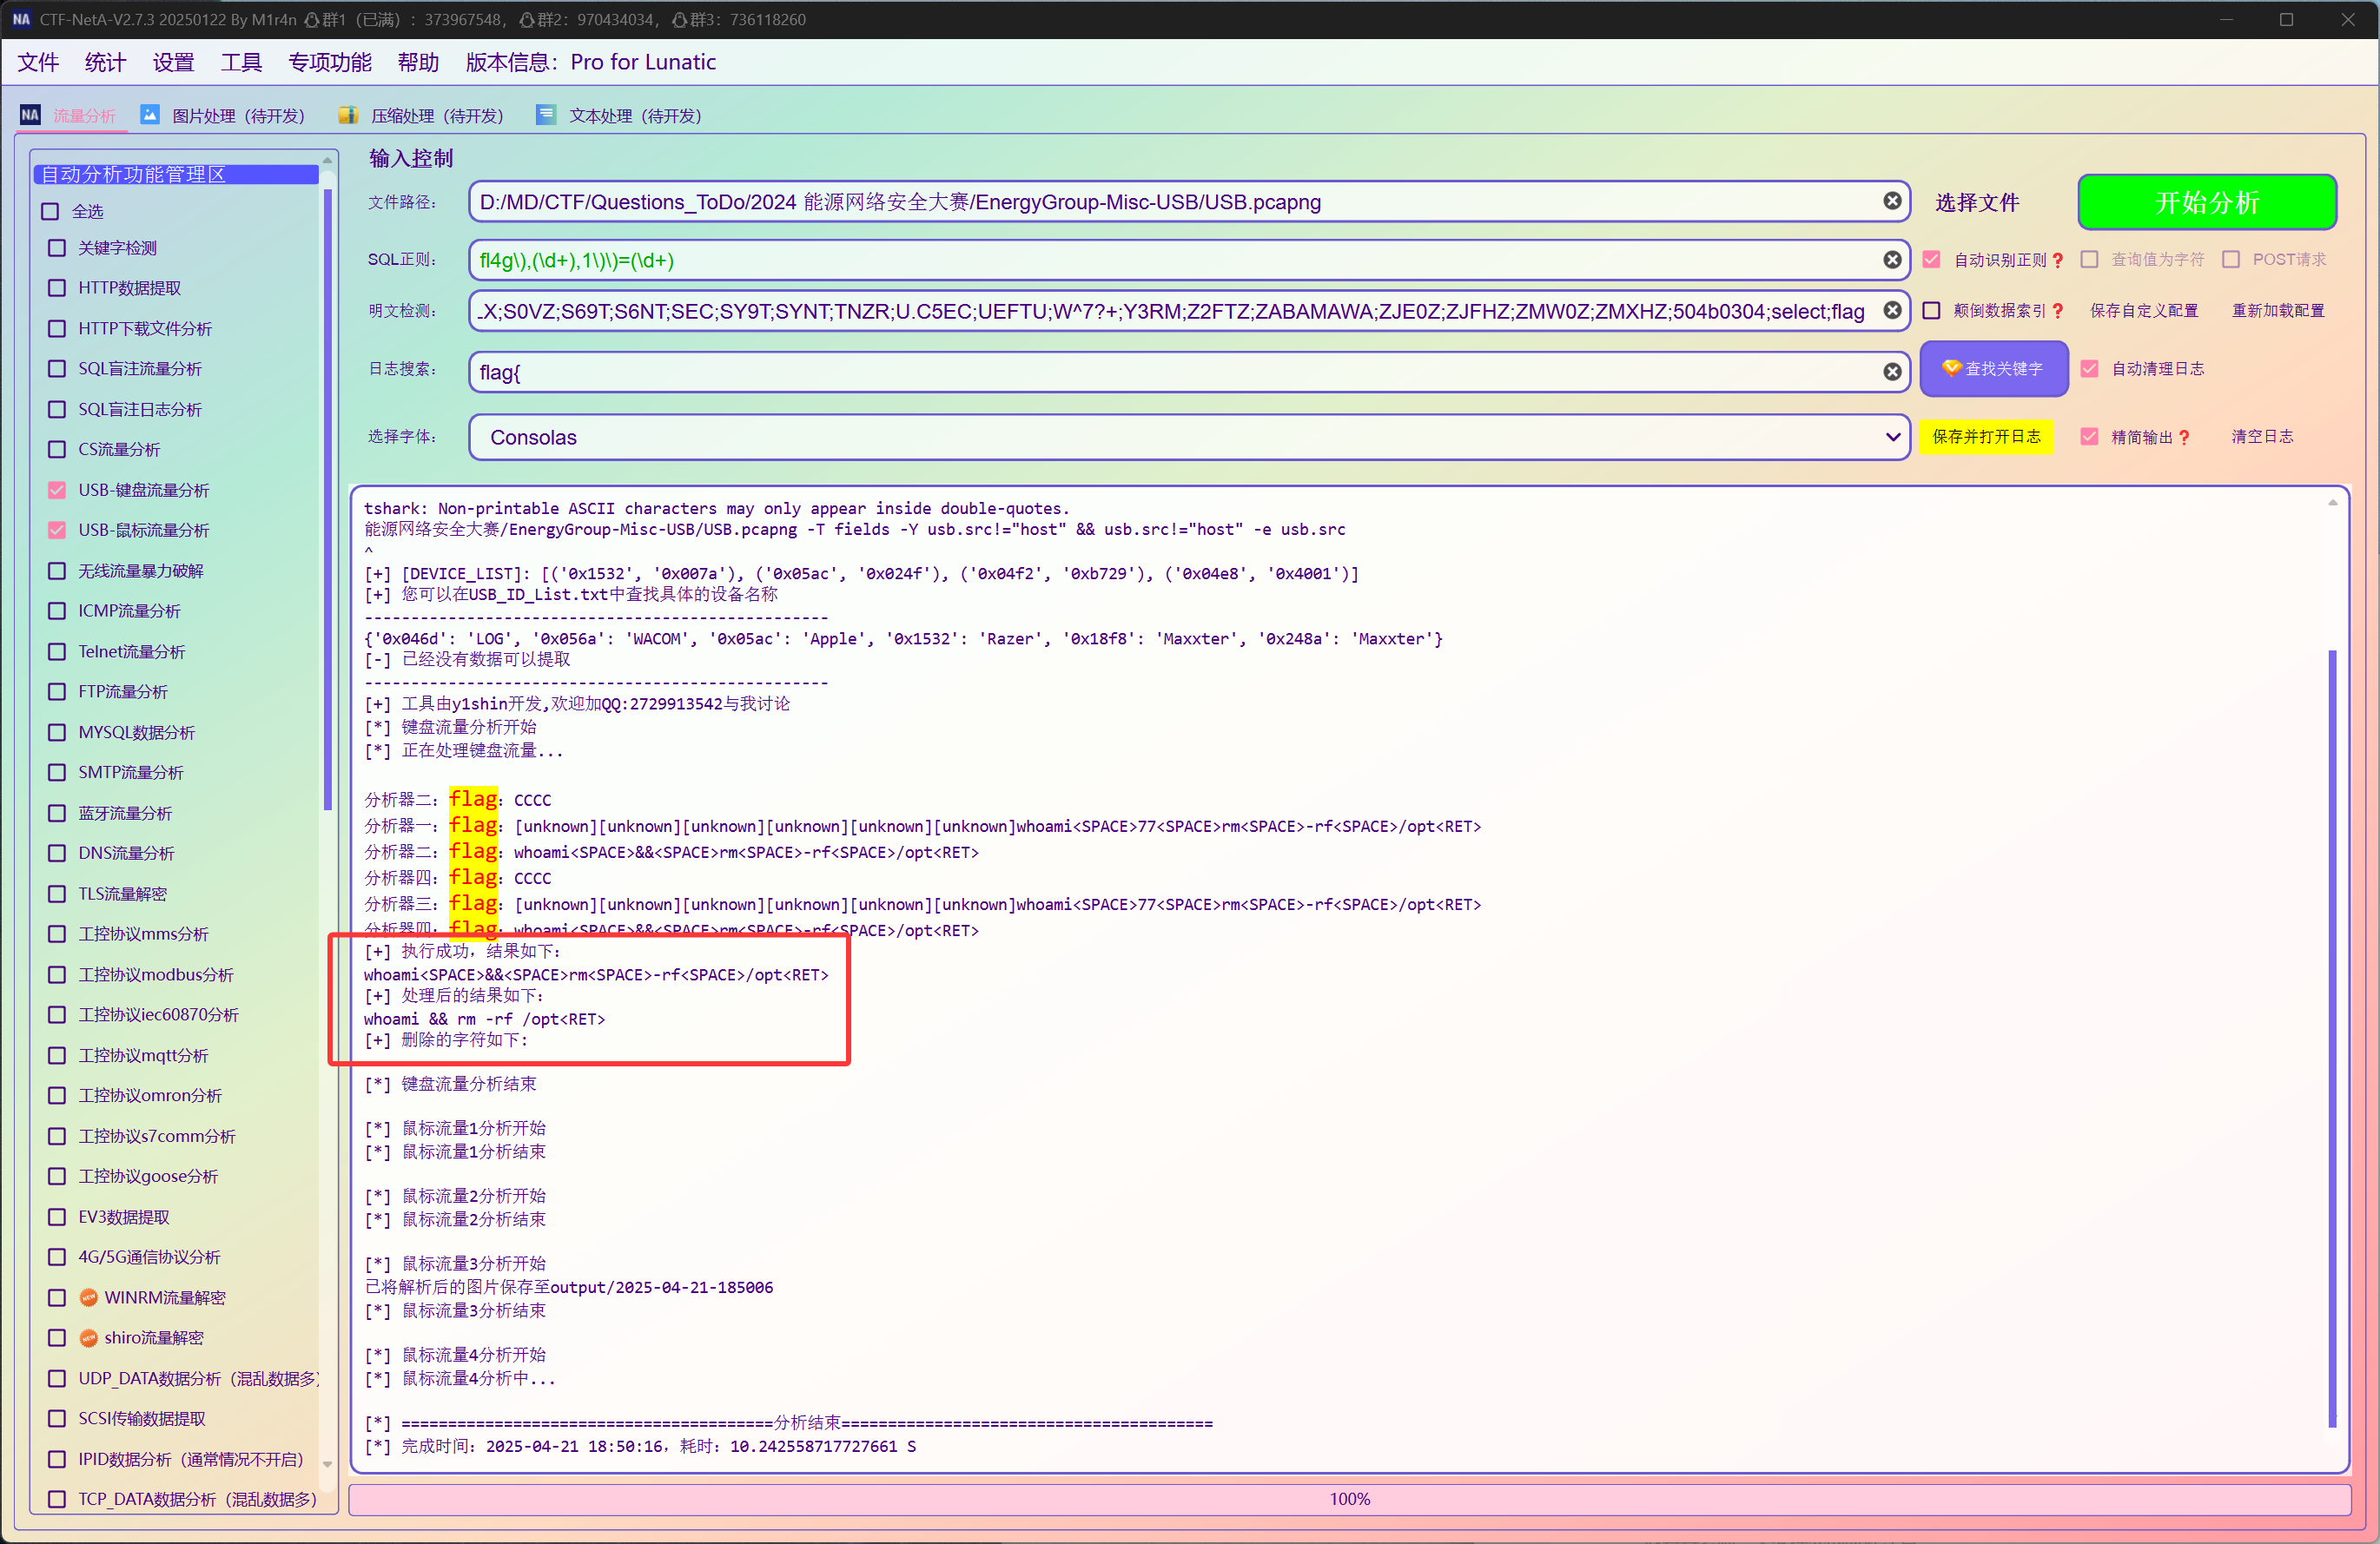 NA CTF-NetA-V2.7.3 20250122 By M1r4n 群1（已满）：373967548，群2：970434034，群3：736118260
文件 统计 设置 工具 专项功能 帮助 版本信息：Pro for Lunatic
NA 流量分析 图片处理（待开发） 压缩处理（待开发） 文本处理（待开发）
自动分析功能管理区
全选
关键字检测
HTTP数据提取
HTTP下载文件分析
SQL盲注流量分析
SQL盲注日志分析
CS流量分析
USB-键盘流量分析
USB-鼠标流量分析
无线流量暴力破解
ICMP流量分析
Telnet流量分析
FTP流量分析
MYSQL数据分析
SMTP流量分析
蓝牙流量分析
DNS流量分析
TLS流量解密
工控协议mms分析
工控协议modbus分析
工控协议iec60870分析
工控协议mqtt分析
工控协议omron分析
工控协议s7comm分析
工控协议goose分析
EV3数据提取
4G/5G通信协议分析
NEW WINRM流量解密
NEW shiro流量解密
UDP_DATA数据分析（混乱数据多）
SCSI传输数据提取
IPID数据分析（通常情况不开启）
TCP_DATA数据分析（混乱数据多）
输入控制
文件路径： D:/MD/CTF/Questions_ToDo/2024 能源网络安全大赛/EnergyGroup-Misc-USB/USB.pcapng 选择文件 开始分析
SQL正则： fl4g\),(\d+),1\)\)=(\d+) 自动识别正则❓ 查询值为字符 POST请求
明文检测： -X;S0VZ;S69T;S6NT;SEC;SY9T;SYNT;TNZR;U.C5EC;UEFTU;W^7?+;Y3RM;Z2FTZ;ZABAMAWA;ZJE0Z;ZJFHZ;ZMW0Z;ZMXHZ;504b0304;select;flag 颠倒数据索引❓ 保存自定义配置 重新加载配置
日志搜索： flag{ 查找关键字 自动清理日志
选择字体： Consolas 保存并打开日志 精简输出❓ 清空日志
tshark: Non-printable ASCII characters may only appear inside double-quotes.
能源网络安全大赛/EnergyGroup-Misc-USB/USB.pcapng -T fields -Y usb.src!="host" && usb.src!="host" -e usb.src
^
[+] [DEVICE_LIST]: [('0x1532', '0x007a'), ('0x05ac', '0x024f'), ('0x04f2', '0xb729'), ('0x04e8', '0x4001')]
[+] 您可以在USB_ID_List.txt中查找具体的设备名称
--------------------------------------------------
{'0x046d': 'LOG', '0x056a': 'WACOM', '0x05ac': 'Apple', '0x1532': 'Razer', '0x18f8': 'Maxxter', '0x248a': 'Maxxter'}
[-] 已经没有数据可以提取
--------------------------------------------------
[+] 工具由y1shin开发,欢迎加QQ:2729913542与我讨论
[*] 键盘流量分析开始
[*] 正在处理键盘流量...
分析器二：flag：CCCC
分析器一：flag：[unknown][unknown][unknown][unknown][unknown][unknown]whoami<SPACE>77<SPACE>rm<SPACE>-rf<SPACE>/opt<RET>
分析器二：flag：whoami<SPACE>&&<SPACE>rm<SPACE>-rf<SPACE>/opt<RET>
分析器四：flag：CCCC
分析器三：flag：[unknown][unknown][unknown][unknown][unknown][unknown]whoami<SPACE>77<SPACE>rm<SPACE>-rf<SPACE>/opt<RET>
分析器四：flag：whoami<SPACE>&&<SPACE>rm<SPACE>-rf<SPACE>/opt<RET>
[+] 执行成功，结果如下：
whoami<SPACE>&&<SPACE>rm<SPACE>-rf<SPACE>/opt<RET>
[+] 处理后的结果如下：
whoami && rm -rf /opt<RET>
[+] 删除的字符如下：
[*] 键盘流量分析结束
[*] 鼠标流量1分析开始
[*] 鼠标流量1分析结束
[*] 鼠标流量2分析开始
[*] 鼠标流量2分析结束
[*] 鼠标流量3分析开始
已将解析后的图片保存至output/2025-04-21-185006
[*] 鼠标流量3分析结束
[*] 鼠标流量4分析开始
[*] 鼠标流量4分析中...
[*] ========================================分析结束========================================
[*] 完成时间：2025-04-21 18:50:16，耗时：10.242558717727661 S
100%